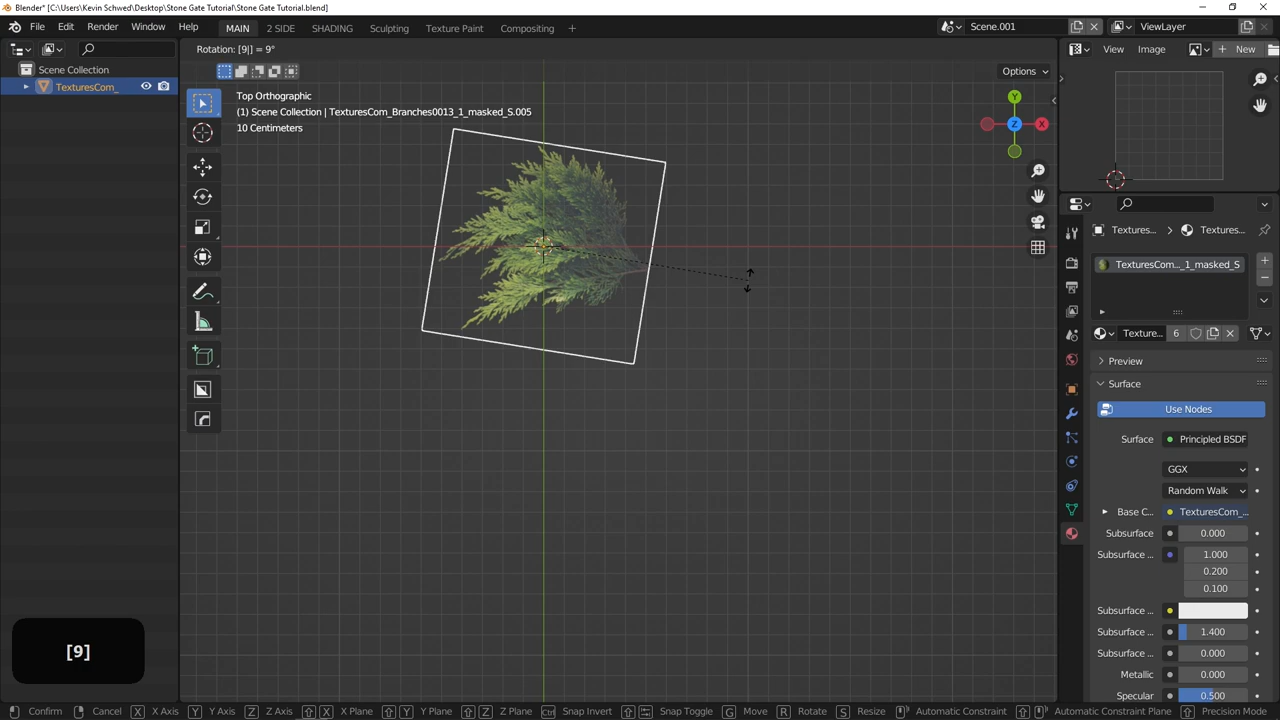 Blender* [C:\Users\Kevin Schwed\Desktop\Stone Gate Tutorial\Stone Gate Tutorial.blend]
File Edit Render Window Help MAIN 2 SIDE SHADING Sculpting Texture Paint Compositing + Scene.001 ViewLayer
Rotation: [9|] = 9° View Image New
Scene Collection
TexturesCom_
Options
Top Orthographic
(1) Scene Collection | TexturesCom_Branches0013_1_masked_S.005
10 Centimeters
Y
Z
X
Textures... Textures...
TexturesCom..._1_masked_S
Texture... 6
Preview
Surface
Use Nodes
Surface Principled BSDF
GGX
Random Walk
Base C... TexturesCom_...
Subsurface 0.000
Subsurface ... 1.000
0.200
0.100
Subsurface ...
Subsurface ... 1.400
Subsurface ... 0.000
Metallic 0.000
Specular 0.500
[9]
Confirm Cancel X X Axis Y Y Axis Z Z Axis X X Plane Y Y Plane Z Z Plane Ctrl Snap Invert Snap Toggle G Move R Rotate S Resize Automatic Constraint Automatic Constraint Plane Precision Mode